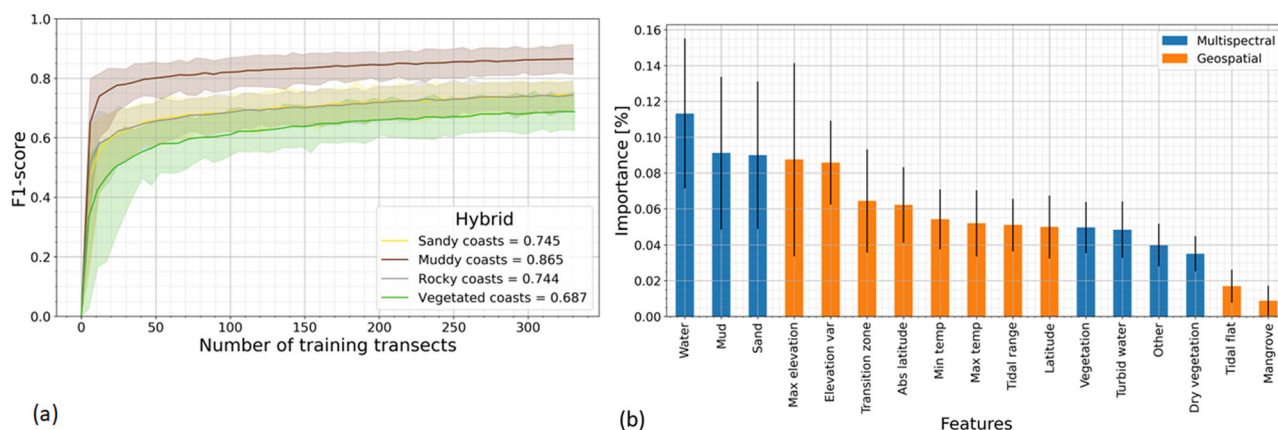 1.0
0.8
0.6
0.4
0.2
0.0
F1-score
0
50
100
150
200
250
300
Number of training transects
Hybrid
Sandy coasts = 0.745
Muddy coasts = 0.865
Rocky coasts = 0.744
Vegetated coasts = 0.687
(a)
0.16
0.14
0.12
0.10
0.08
0.06
0.04
0.02
0.00
Importance [%]
Multispectral
Geospatial
Water
Mud
Sand
Max elevation
Elevation var
Transition zone
Abs latitude
Min temp
Max temp
Tidal range
Latitude
Vegetation
Turbid water
Other
Dry vegetation
Tidal flat
Mangrove
Features
(b)